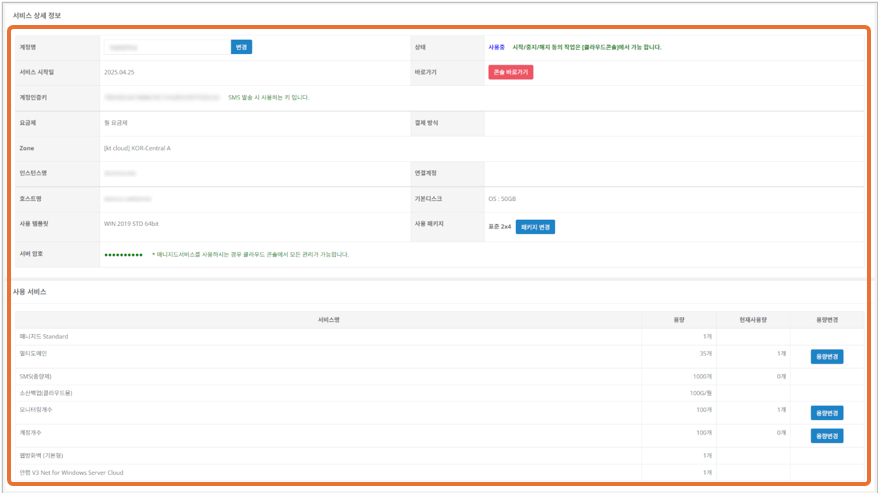 서비스 상세 정보
계정명 변경 상태 사용중 시작/중지/해지 등의 작업은 [클라우드콘솔]에서 가능 합니다.
서비스 시작일 2025.04.25 바로가기 콘솔 바로가기
계정인증키 SMS 발송 시 사용하는 키 입니다.
요금제 월 요금제 결제 방식
Zone [kt cloud] KOR-Central A
인스턴스명 연결계정
호스트명 기본디스크 OS : 50GB
사용 템플릿 WIN 2019 STD 64bit 사용 패키지 표준 2x4 패키지 변경
서버 암호 ●●●●●●●●●● * 매니지드서비스를 사용하시는 경우 클라우드 콘솔에서 모든 관리가 가능합니다.
사용 서비스
서비스명 용량 현재사용량 용량변경
매니지드 Standard 1개
멀티도메인 35개 1개 용량변경
SMS(종량제) 1000개 0개
소산백업(클라우드용) 100G/월
모니터링개수 100개 1개 용량변경
계정개수 100개 0개 용량변경
웹방화벽 (기본형) 1개
안랩 V3 Net for Windows Server Cloud 1개